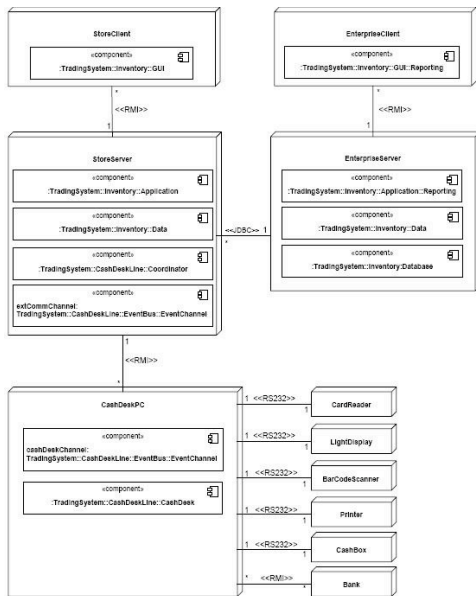 StoreClient
«component»
:TradingSystem::Inventory::GUI
EnterpriseClient
«component»
:TradingSystem::Inventory::GUI::Reporting
*
<<RMI>>
1
*
<<RMI>>
1
StoreServer
«component»
:TradingSystem::Inventory::Application
«component»
:TradingSystem::Inventory::Data
«component»
:TradingSystem::CashDeskLine::Coordinator
«component»
extCommChannel:
TradingSystem::CashDeskLine::EventBus::EventChannel
<<JDBC>>
*
1
EnterpriseServer
«component»
:TradingSystem::Inventory::Application::Reporting
«component»
:TradingSystem::Inventory::Data
«component»
:TradingSystem::Inventory:Database
1
<<RMI>>
*
CashDeskPC
«component»
cashDeskChannel:
TradingSystem::CashDeskLine::EventBus::EventChannel
«component»
:TradingSystem::CashDeskLine::CashDesk
1 <<RS232>> 1
CardReader
1 <<RS232>> 1
LightDisplay
1 <<RS232>> 1
BarCodeScanner
1 <<RS232>> 1
Printer
1 <<RS232>> 1
CashBox
* <<RMI>> *
Bank